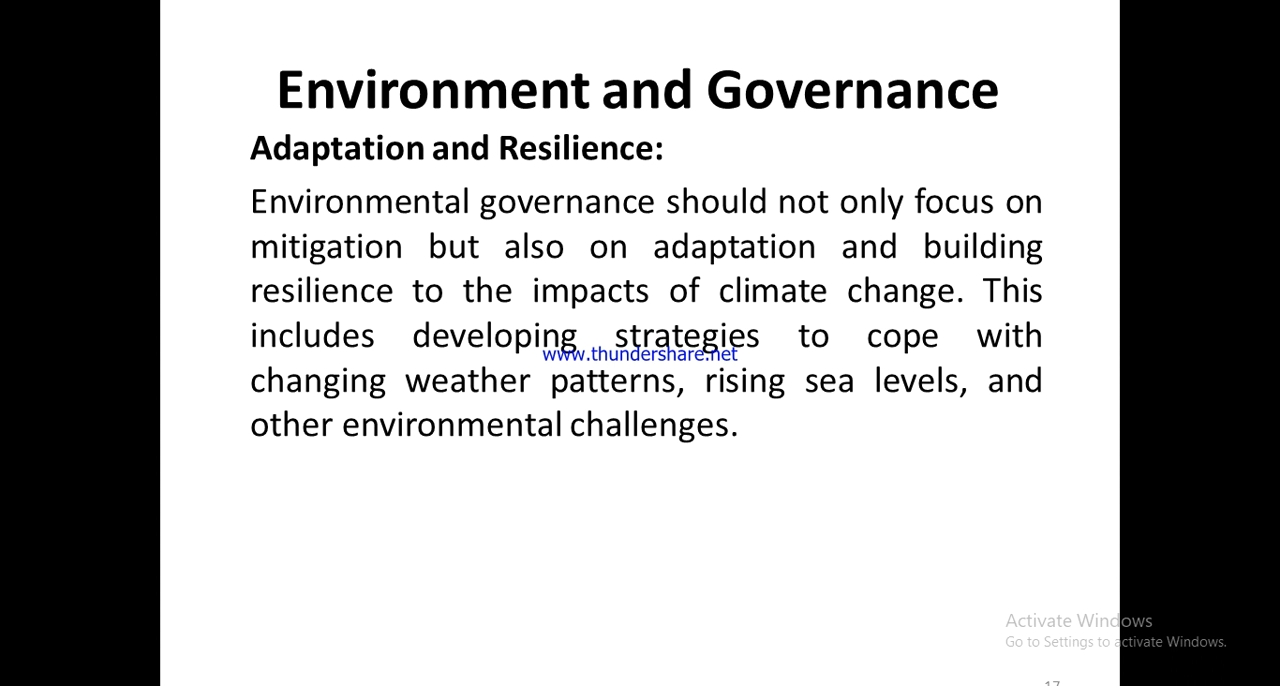 Environment and Governance
Adaptation and Resilience:
Environmental governance should not only focus on
mitigation but also on adaptation and building
resilience to the impacts of climate change. This
includes developing strategies to cope with
www.thundershare.net
changing weather patterns, rising sea levels, and
other environmental challenges.
Activate Windows
Go to Settings to activate Windows.
17